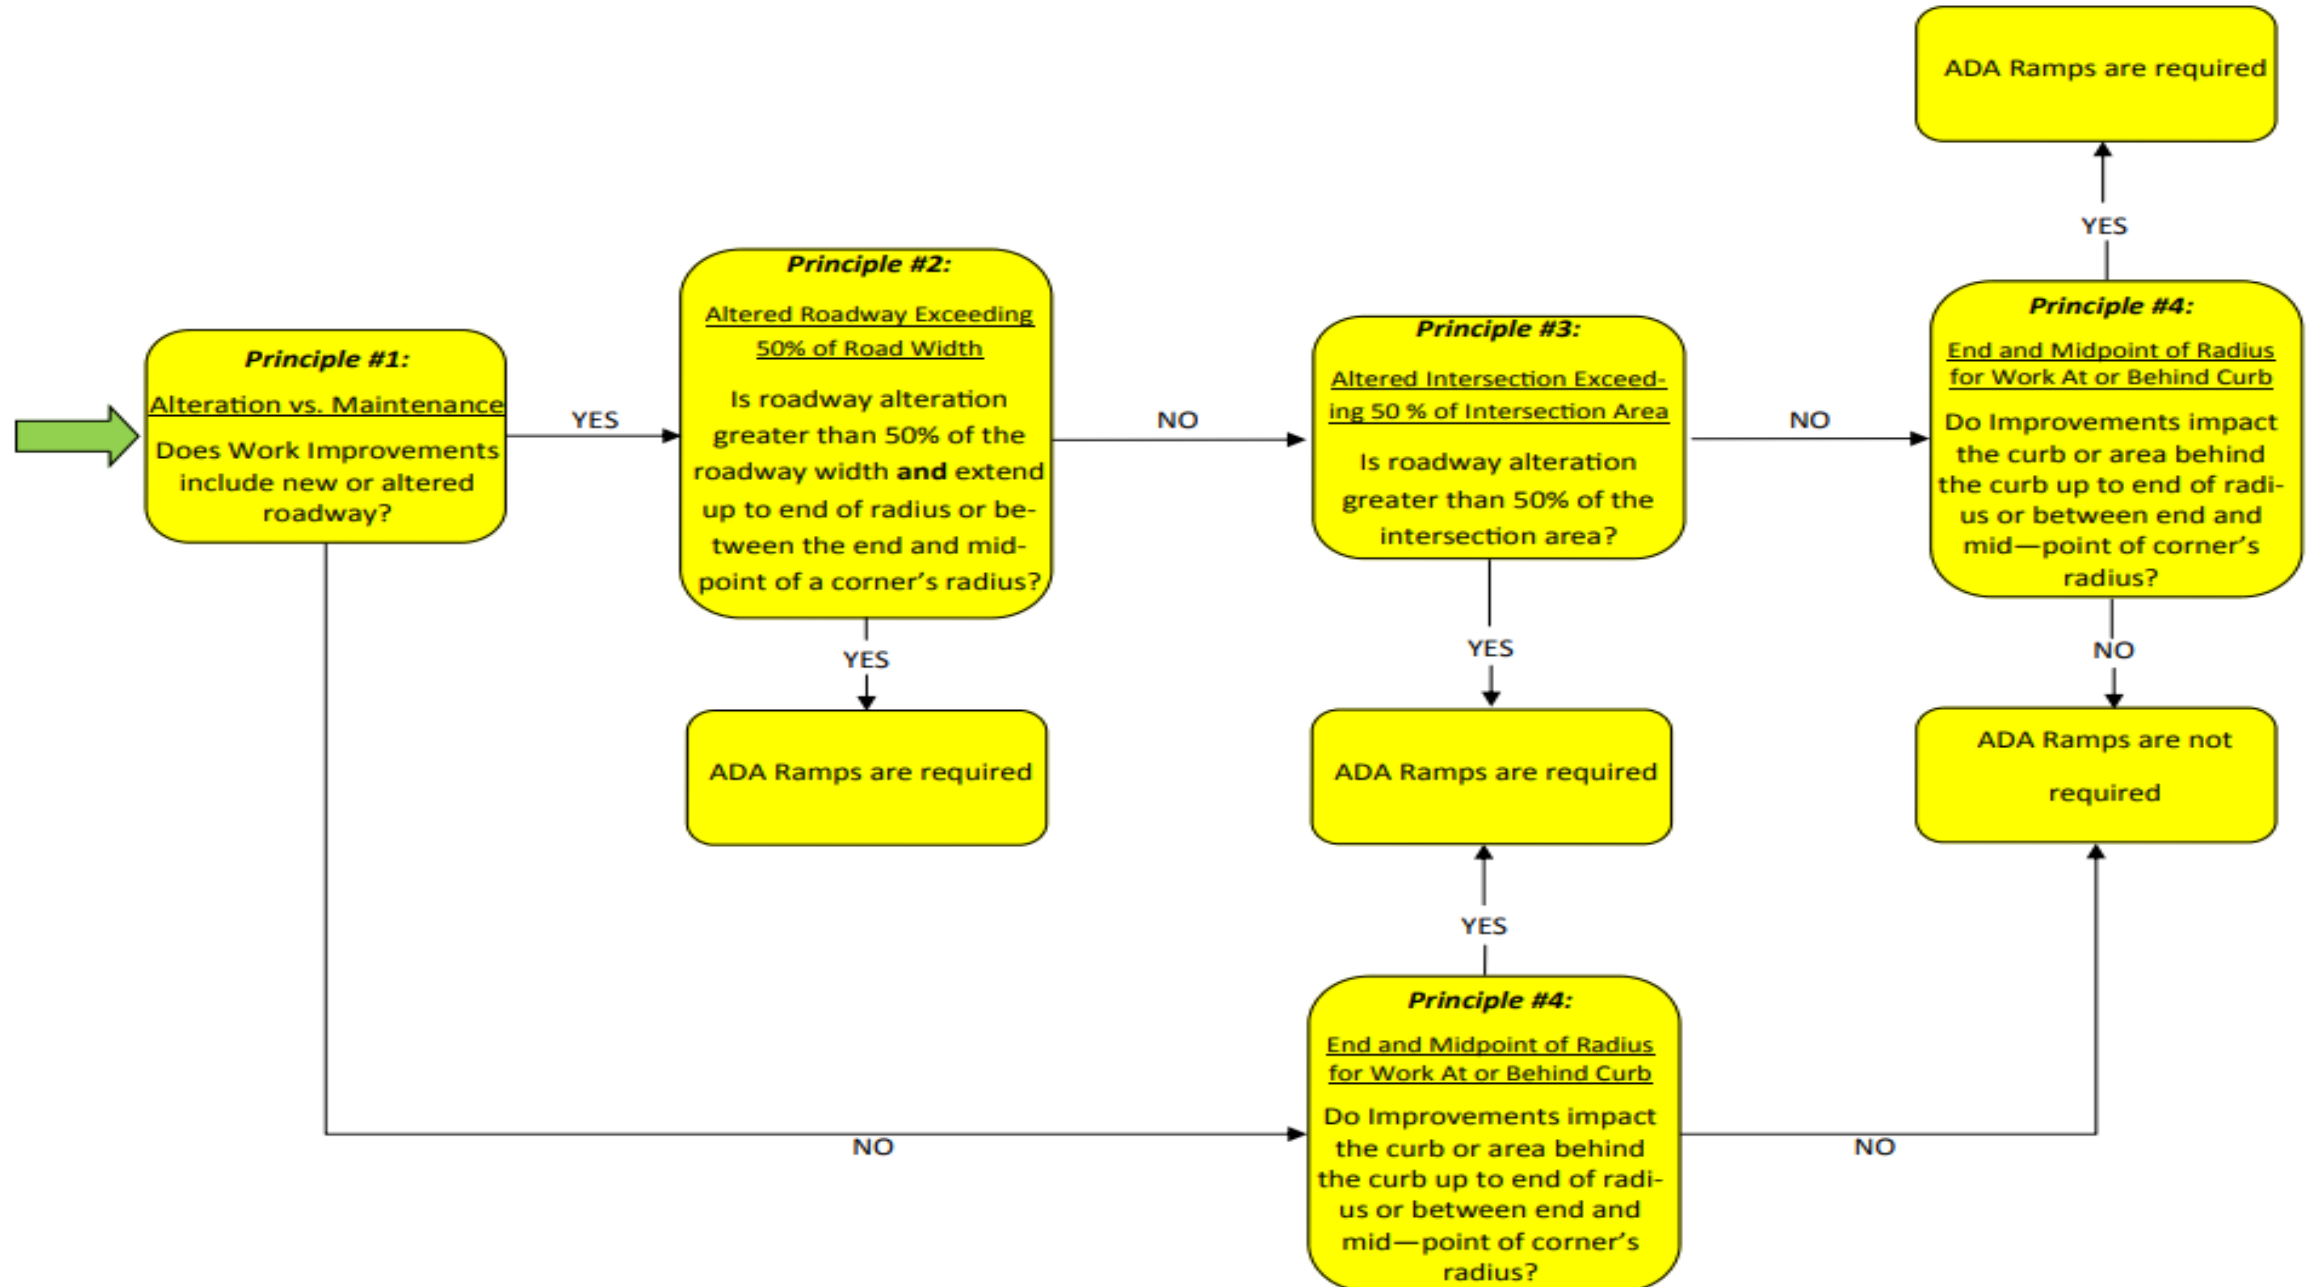 ADA Ramps are required
YES
Principle #1:
Alteration vs. Maintenance
Does Work Improvements
include new or altered
roadway?
YES
Principle #2:
Altered Roadway Exceeding
50% of Road Width
Is roadway alteration
greater than 50% of the
roadway width and extend
up to end of radius or be-
tween the end and mid-
point of a corner’s radius?
NO
Principle #3:
Altered Intersection Exceed-
ing 50 % of Intersection Area
Is roadway alteration
greater than 50% of the
intersection area?
NO
Principle #4:
End and Midpoint of Radius
for Work At or Behind Curb
Do Improvements impact
the curb or area behind
the curb up to end of radi-
us or between end and
mid—point of corner’s
radius?
YES
YES
NO
ADA Ramps are required
ADA Ramps are required
ADA Ramps are not
required
YES
NO
Principle #4:
End and Midpoint of Radius
for Work At or Behind Curb
Do Improvements impact
the curb or area behind
the curb up to end of radi-
us or between end and
mid—point of corner’s
radius?
NO